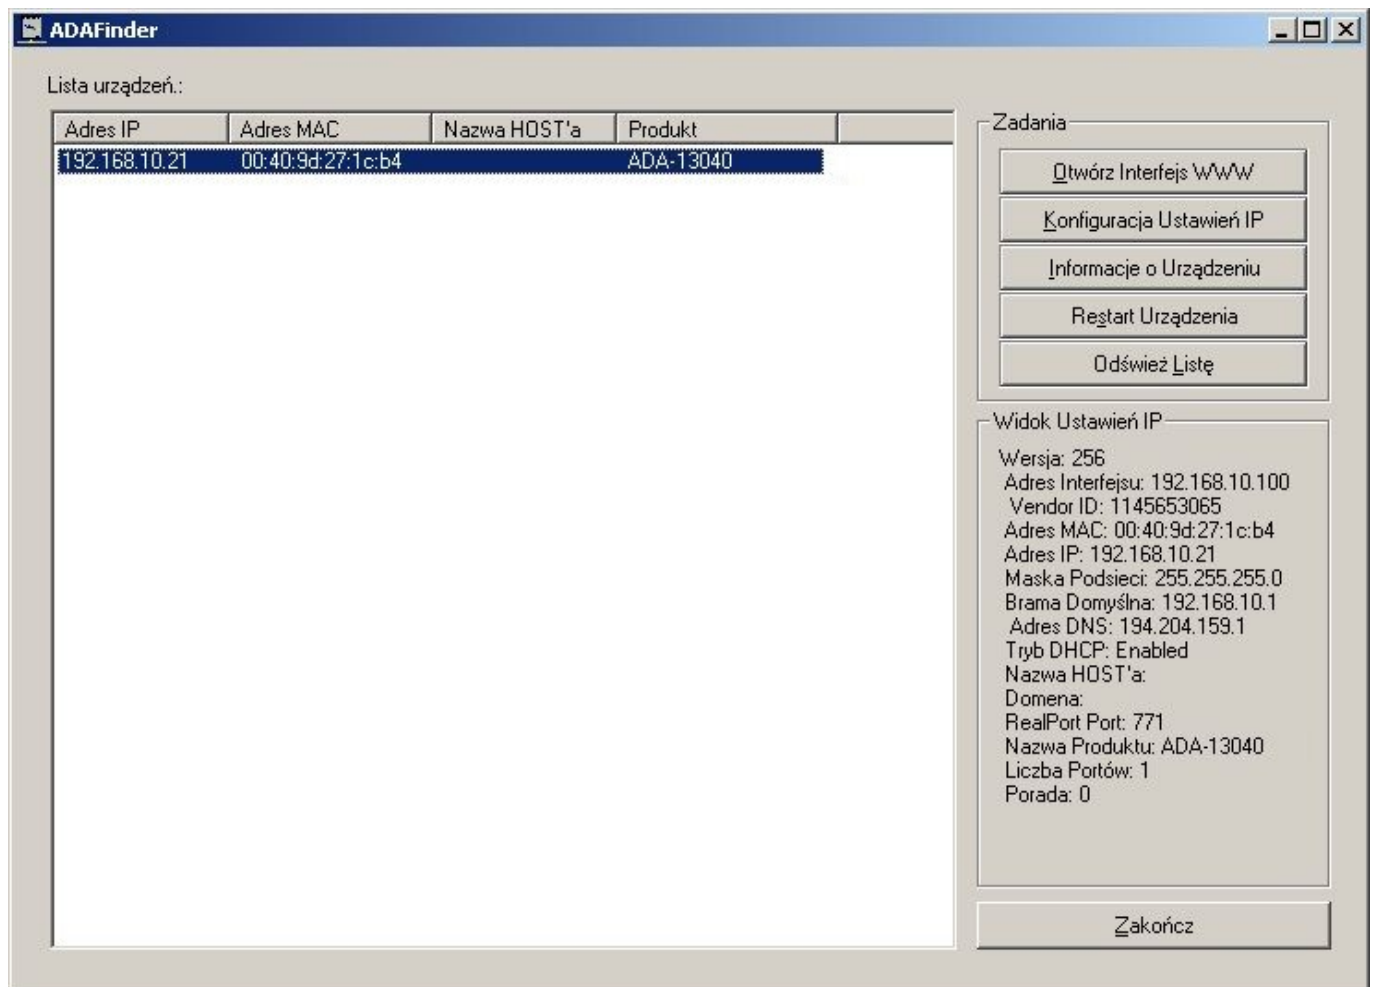 ADAFinder
Lista urządzeń.:
Adres IP Adres MAC Nazwa HOST'a Produkt
192.168.10.21 00:40:9d:27:1c:b4 ADA-13040
Zadania
Otwórz Interfejs WWW
Konfiguracja Ustawień IP
Informacje o Urządzeniu
Restart Urządzenia
Odśwież Listę
Widok Ustawień IP
Wersja: 256
Adres Interfejsu: 192.168.10.100
Vendor ID: 1145653065
Adres MAC: 00:40:9d:27:1c:b4
Adres IP: 192.168.10.21
Maska Podsieci: 255.255.255.0
Brama Domyślna: 192.168.10.1
Adres DNS: 194.204.159.1
Tryb DHCP: Enabled
Nazwa HOST'a:
Domena:
RealPort Port: 771
Nazwa Produktu: ADA-13040
Liczba Portów: 1
Porada: 0
Zakończ